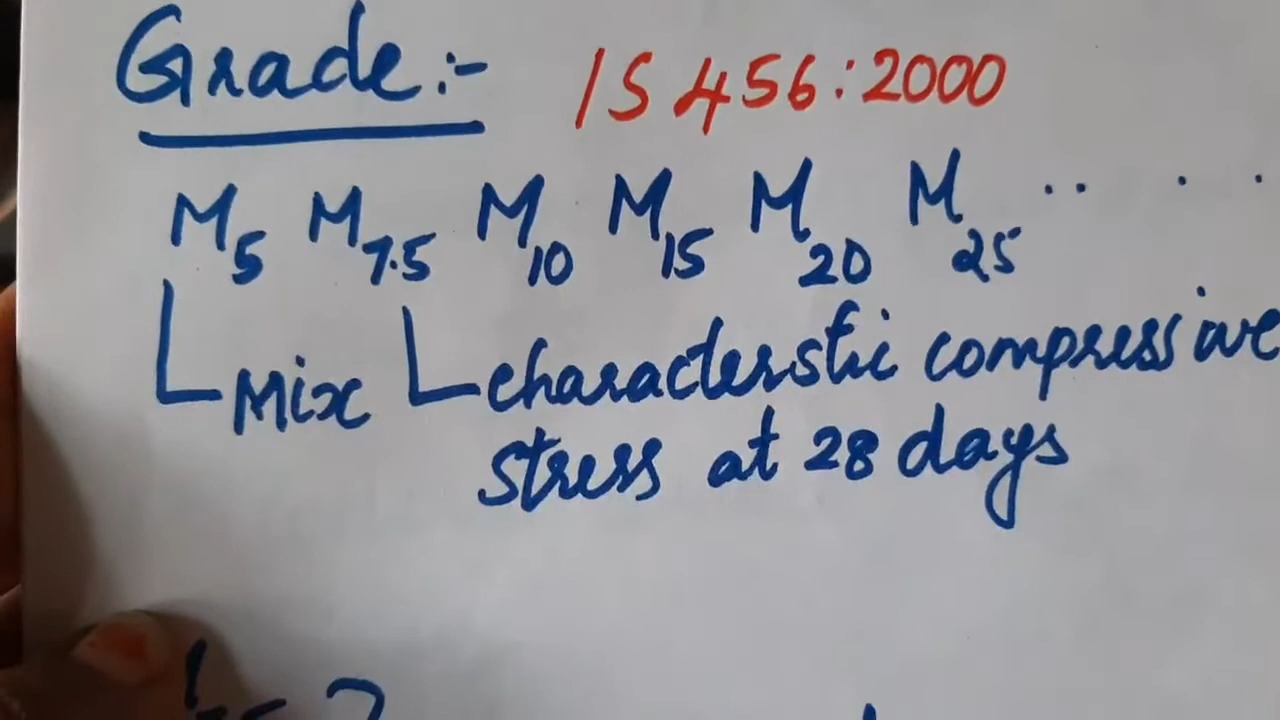 Grade:- IS 456:2000
M5 M7.5 M10 M15 M20 M25 .. . .
Mix characterstic compressive
stress at 28 days